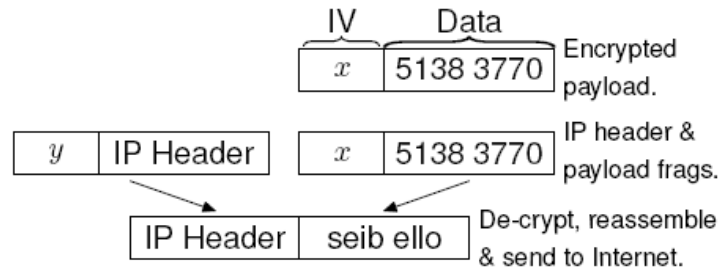 IV Data
x 5138 3770 Encrypted payload.
y IP Header x 5138 3770 IP header & payload frags.
IP Header seib ello De-crypt, reassemble & send to Internet.